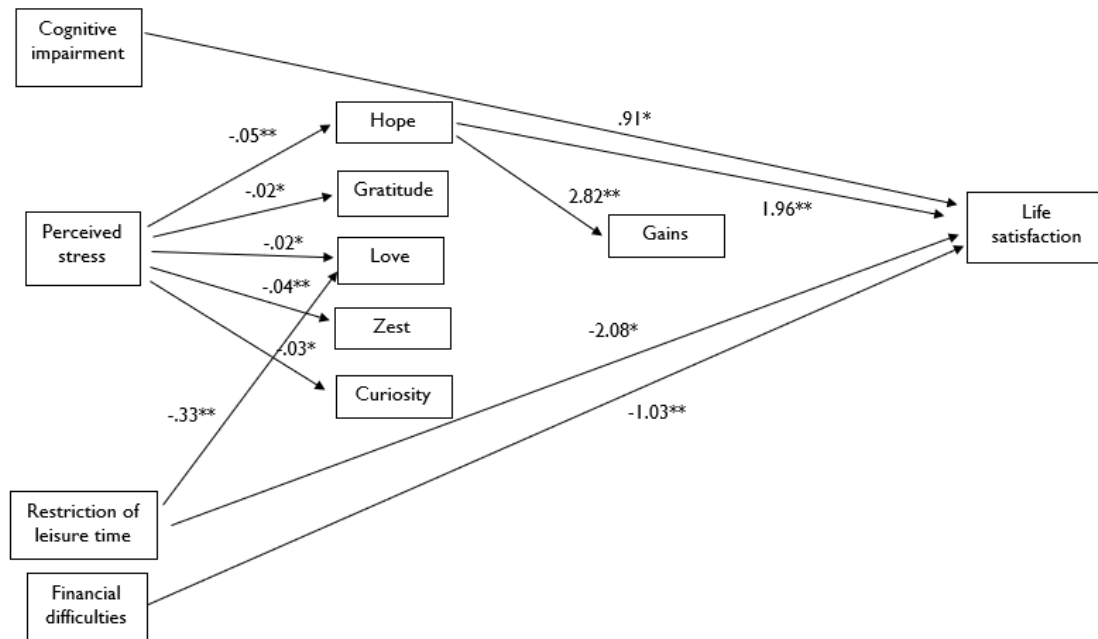 Cognitive
impairment
.91*
Hope
-.05**
-.02*
Gratitude
2.82**
1.96**
Life
satisfaction
Perceived
stress
-.02*
Love
Gains
-.04**
Zest
-2.08*
-.03*
Curiosity
-.33**
-1.03**
Restriction of
leisure time
Financial
difficulties